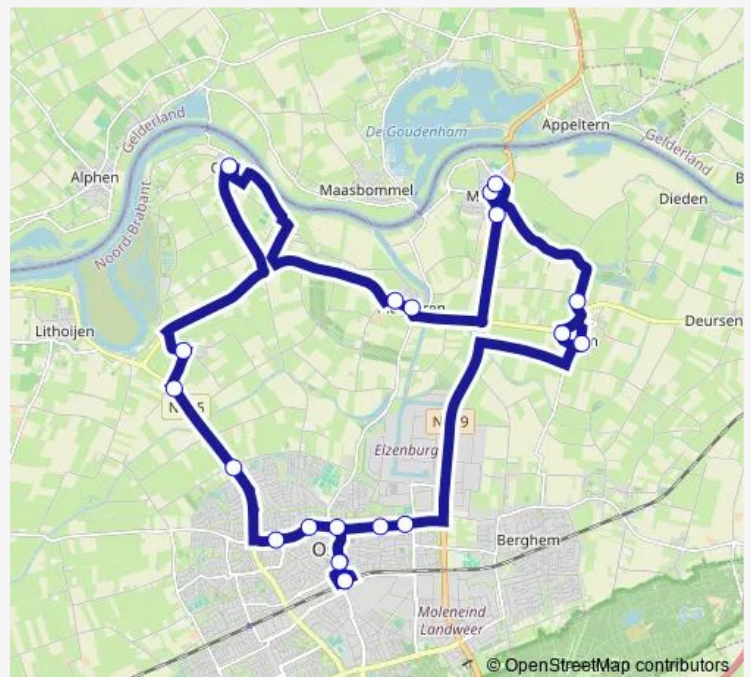 Gelderland
De Goudenham
Appeltern
Gelderland
Alphen
Maasbommel
Dieden
Noord-Brabant
Lithoijen
Deursen
Elzenburg
Berghem
Moleneind
Landweer
© OpenStreetMap contributors